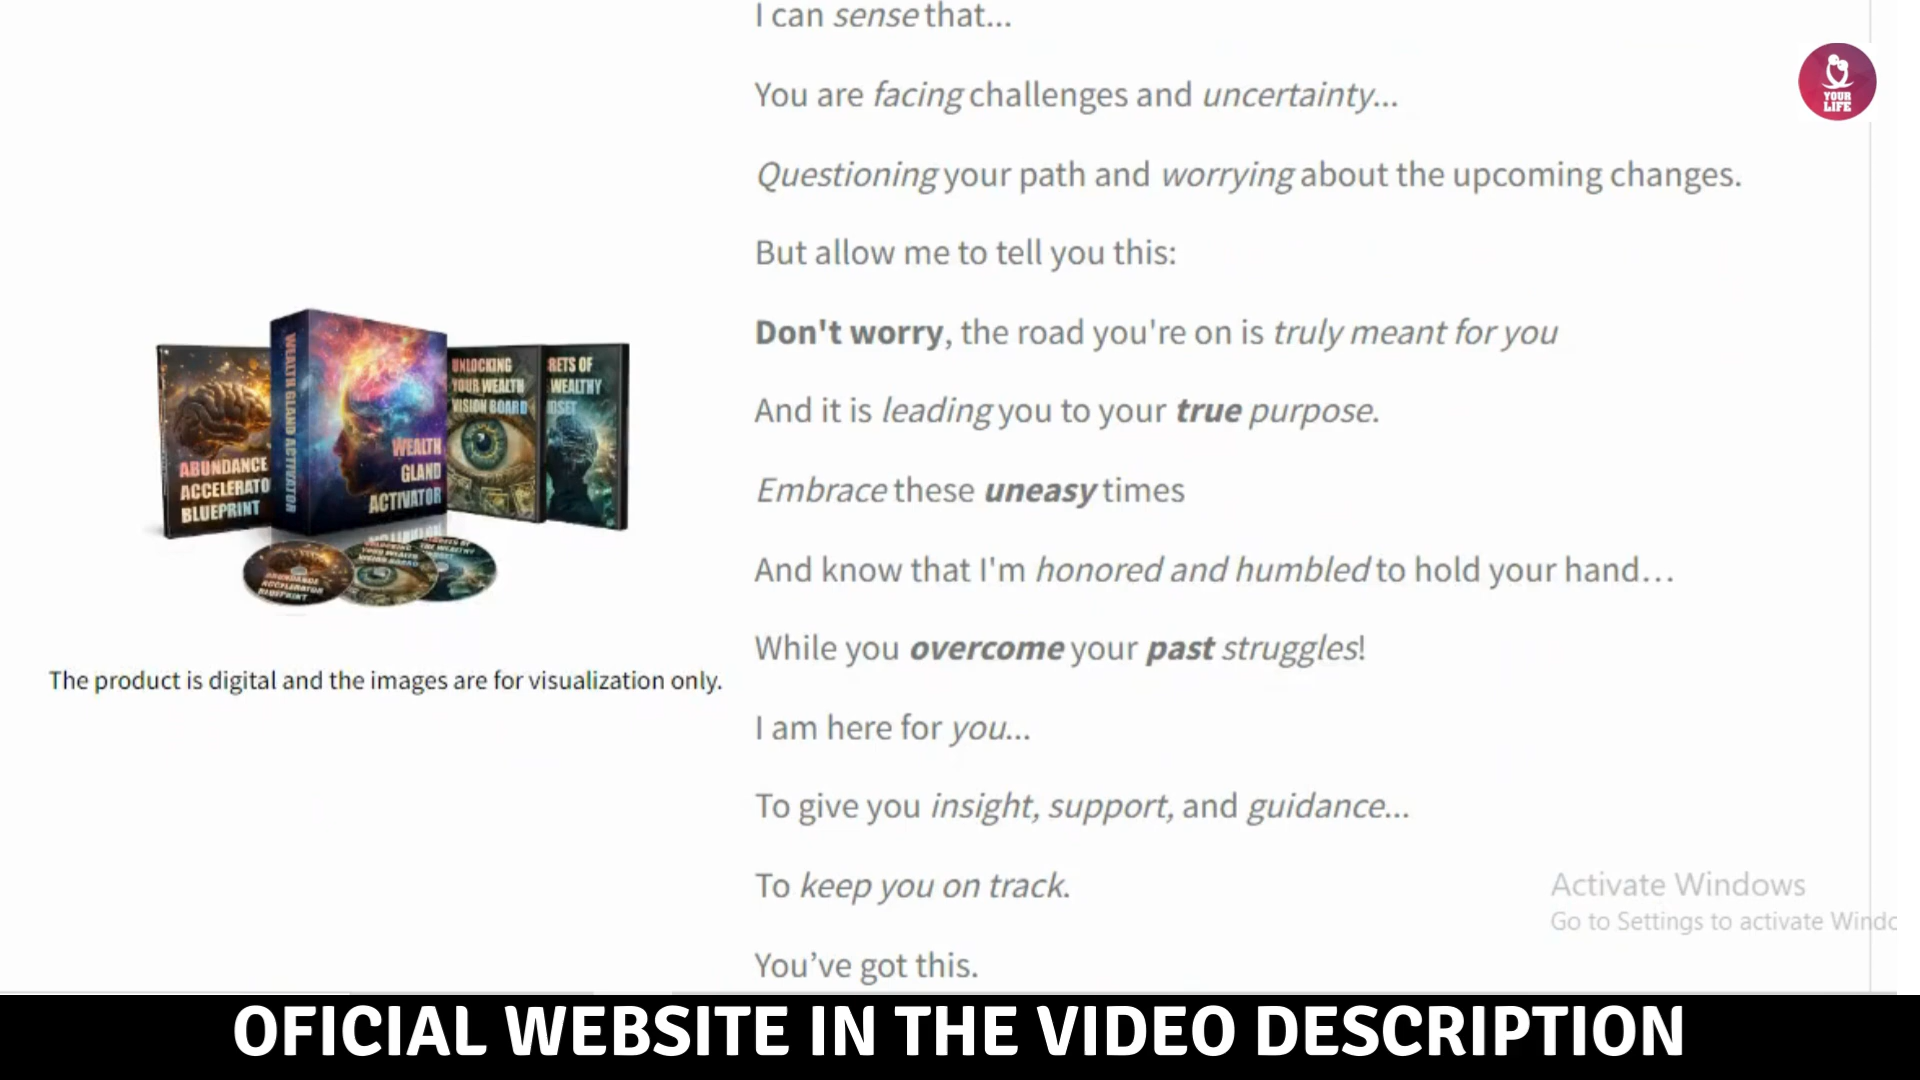 I can sense that...
You are facing challenges and uncertainty...
Questioning your path and worrying about the upcoming changes.
But allow me to tell you this:
Don't worry, the road you're on is truly meant for you
And it is leading you to your true purpose.
Embrace these uneasy times
And know that I'm honored and humbled to hold your hand…
While you overcome your past struggles!
I am here for you...
To give you insight, support, and guidance...
To keep you on track.
You’ve got this.
YOUR
LIFE
ABUNDANCE
ACCELERATO
BLUEPRINT
WEALTH GLAND ACTIVATOR
WEALTH
GLAND
ACTIVATOR
UNLOCKING
YOUR WEALTH
VISION BOARD
RETS OF
WEALTHY
DSET
ABUNDANCE
ACCELERATOR
BLUEPRINT
The product is digital and the images are for visualization only.
Activate Windows
Go to Settings to activate Windo
OFICIAL WEBSITE IN THE VIDEO DESCRIPTION